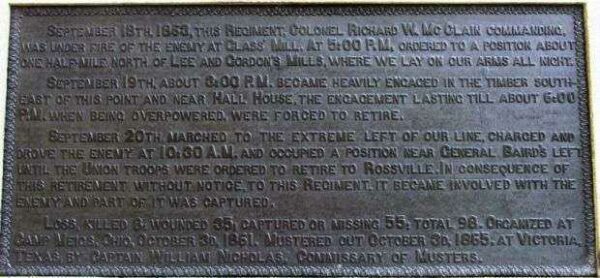 SEPTEMBER 18TH, 1863, THIS REGIMENT, COLONEL RICHARD W. MC CLAIN COMMANDING,
WAS UNDER FIRE OF THE ENEMY AT GLASS' MILL, AT 5:00 P.M. ORDERED TO A POSITION ABOUT
ONE HALF-MILE NORTH OF LEE AND GORDON'S MILLS, WHERE WE LAY ON OUR ARMS ALL NIGHT.
SEPTEMBER 19TH, ABOUT 3:00 P.M. BECAME HEAVILY ENGAGED IN THE TIMBER SOUTH-
EAST OF THIS POINT AND NEAR HALL HOUSE, THE ENGAGEMENT LASTING TILL ABOUT 5:00
P.M. WHEN BEING OVERPOWERED, WERE FORCED TO RETIRE.
SEPTEMBER 20TH, MARCHED TO THE EXTREME LEFT OF OUR LINE, CHARGED AND
DROVE THE ENEMY AT 10:30 A.M. AND OCCUPIED A POSITION NEAR GENERAL BAIRD'S LEFT
UNTIL THE UNION TROOPS WERE ORDERED TO RETIRE TO ROSSVILLE. IN CONSEQUENCE OF
THIS RETIREMENT, WITHOUT NOTICE, TO THIS REGIMENT, IT BECAME INVOLVED WITH THE
ENEMY AND PART OF IT WAS CAPTURED.
LOSS, KILLED 8; WOUNDED 35; CAPTURED OR MISSING 55; TOTAL 98. ORGANIZED AT
CAMP MEIGS, OHIO, OCTOBER 30, 1861. MUSTERED OUT OCTOBER 30, 1865, AT VICTORIA,
TEXAS, BY CAPTAIN WILLIAM NICHOLAS, COMMISSARY OF MUSTERS.